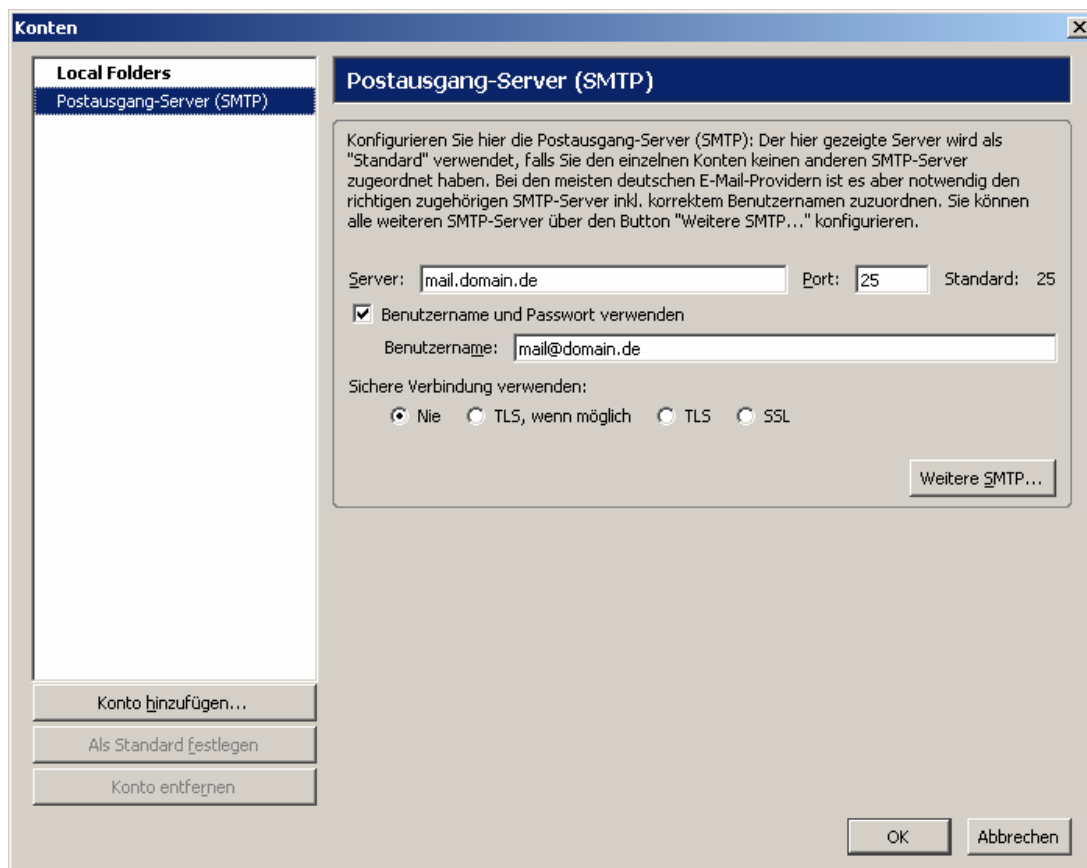 Konten
Local Folders
Postausgang-Server (SMTP)
Postausgang-Server (SMTP)
Konfigurieren Sie hier die Postausgang-Server (SMTP): Der hier gezeigte Server wird als
"Standard" verwendet, falls Sie den einzelnen Konten keinen anderen SMTP-Server
zugeordnet haben. Bei den meisten deutschen E-Mail-Providern ist es aber notwendig den
richtigen zugehörigen SMTP-Server inkl. korrektem Benutzernamen zuzuordnen. Sie können
alle weiteren SMTP-Server über den Button "Weitere SMTP..." konfigurieren.
Server: mail.domain.de Port: 25 Standard: 25
Benutzername und Passwort verwenden
Benutzername: mail@domain.de
Sichere Verbindung verwenden:
Nie TLS, wenn möglich TLS SSL
Weitere SMTP...
Konto hinzufügen...
Als Standard festlegen
Konto entfernen
OK Abbrechen